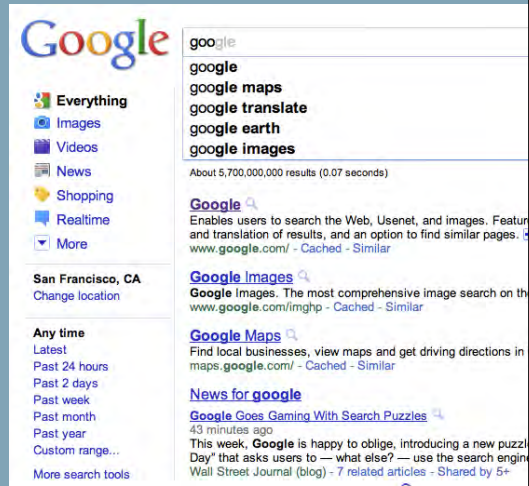 Google
google
google
google maps
google translate
google earth
google images
About 5,700,000,000 results (0.07 seconds)
Everything
Images
Videos
News
Shopping
Realtime
More
San Francisco, CA
Change location
Any time
Latest
Past 24 hours
Past 2 days
Past week
Past month
Past year
Custom range...
More search tools
Google
Enables users to search the Web, Usenet, and images.
and translation of results, and an option to find similar pages.
www.google.com/ - Cached - Similar
Google Images
Google Images. The most comprehensive image search on
www.google.com/imghp - Cached - Similar
Google Maps
Find local businesses, view maps and get driving directions in
maps.google.com/ - Cached - Similar
News for google
Google Goes Gaming With Search Puzzles
43 minutes ago
This week, Google is happy to oblige, introducing a new
Day" that asks users to — what else? — use the search
Wall Street Journal (blog) - 7 related articles - Shared by 5+